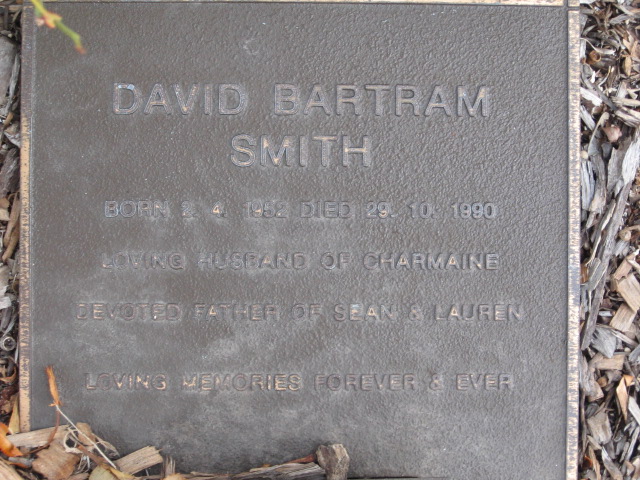 DAVID BARTRAM
SMITH
BORN 2. 4. 1952 DIED 29. 10. 1990
LOVING HUSBAND OF CHARMAINE
DEVOTED FATHER OF SEAN & LAUREN
LOVING MEMORIES FOREVER & EVER